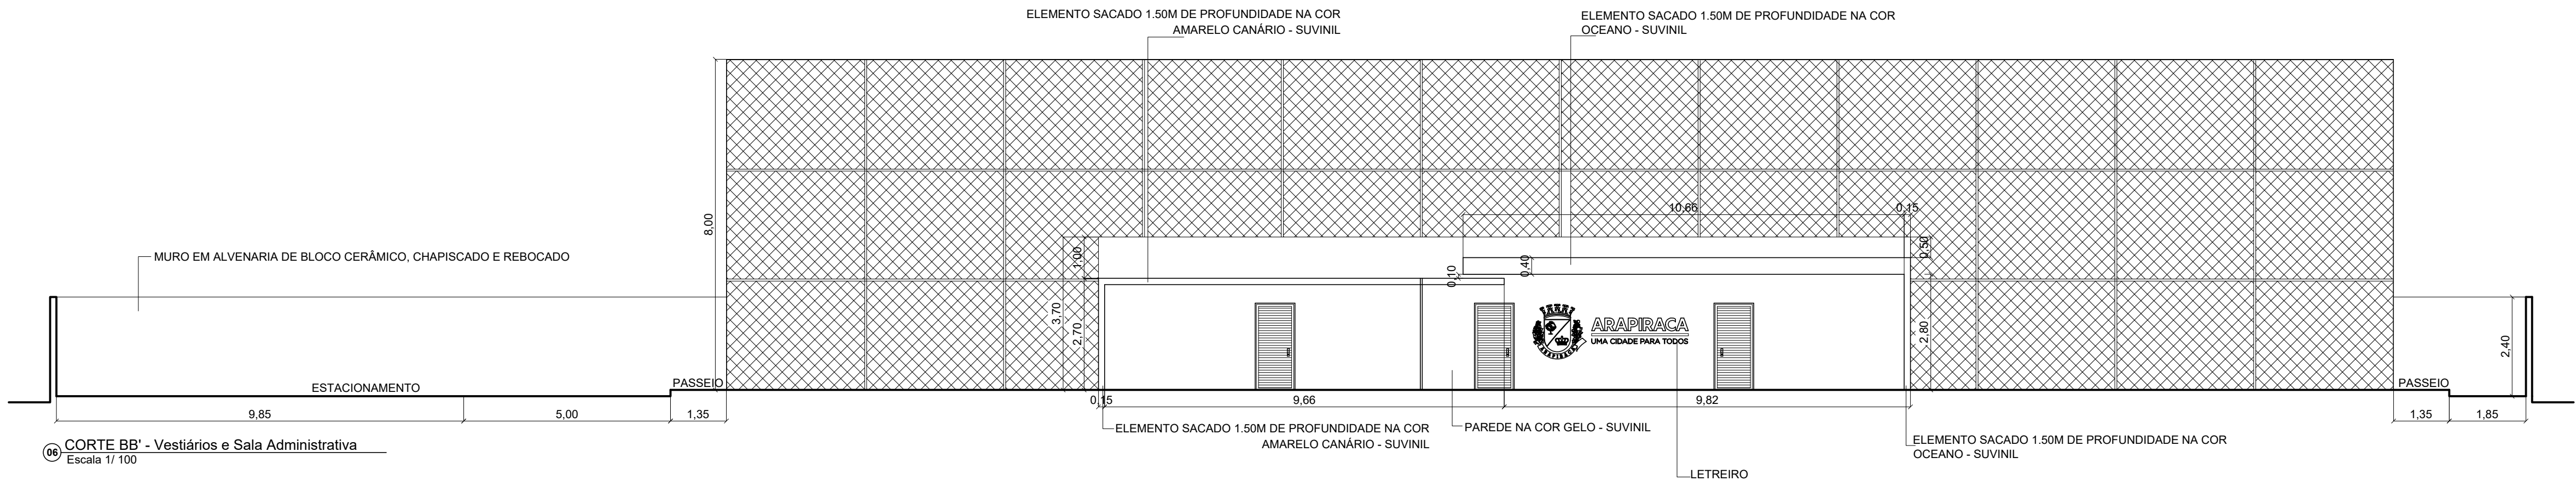 ELEMENTO SACADO 1.50M DE PROFUNDIDADE NA COR
AMARELO CANÁRIO - SUVINIL
ELEMENTO SACADO 1.50M DE PROFUNDIDADE NA COR
OCEANO - SUVINIL
8,00
10,66
0,15
MURO EM ALVENARIA DE BLOCO CERÂMICO, CHAPISCADO E REBOCADO
1,00
0,50
0,10
0,40
3,70
2,70
2,80
2,40
ARAPIRACA
UMA CIDADE PARA TODOS
ARAPIRACA
ESTACIONAMENTO
PASSEIO
PASSEIO
9,85
5,00
1,35
0,15
9,66
9,82
1,35
1,85
ELEMENTO SACADO 1.50M DE PROFUNDIDADE NA COR
AMARELO CANÁRIO - SUVINIL
PAREDE NA COR GELO - SUVINIL
ELEMENTO SACADO 1.50M DE PROFUNDIDADE NA COR
OCEANO - SUVINIL
LETREIRO
06
CORTE BB' - Vestiários e Sala Administrativa
Escala 1/ 100